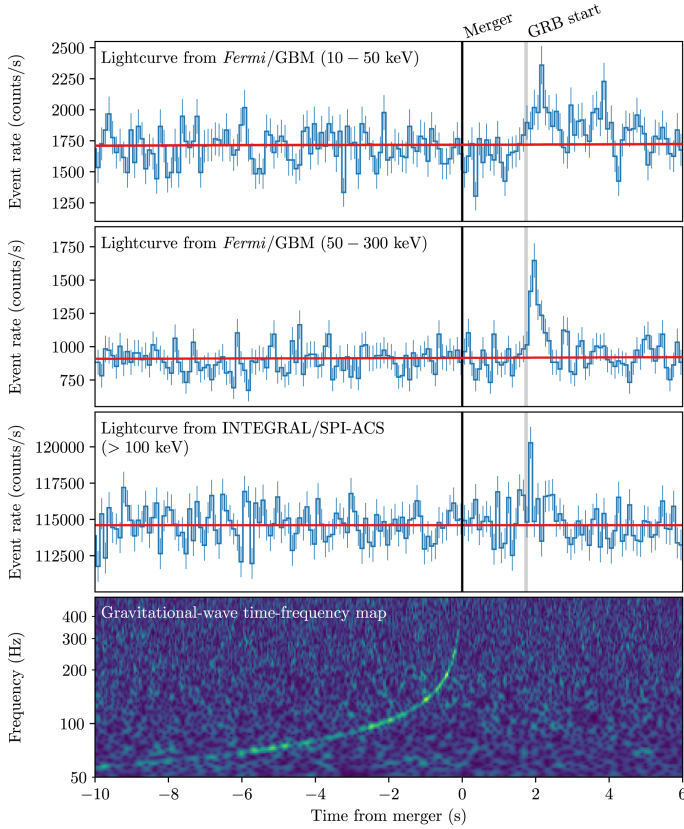 Merger GRB start
Lightcurve from Fermi/GBM (10 − 50 keV)
Event rate (counts/s)
2500
2250
2000
1750
1500
1250
Lightcurve from Fermi/GBM (50 − 300 keV)
Event rate (counts/s)
1750
1500
1250
1000
750
Lightcurve from INTEGRAL/SPI-ACS
(> 100 keV)
Event rate (counts/s)
120000
117500
115000
112500
Gravitational-wave time-frequency map
Frequency (Hz)
400
300
200
100
50
−10 −8 −6 −4 −2 0 2 4 6
Time from merger (s)